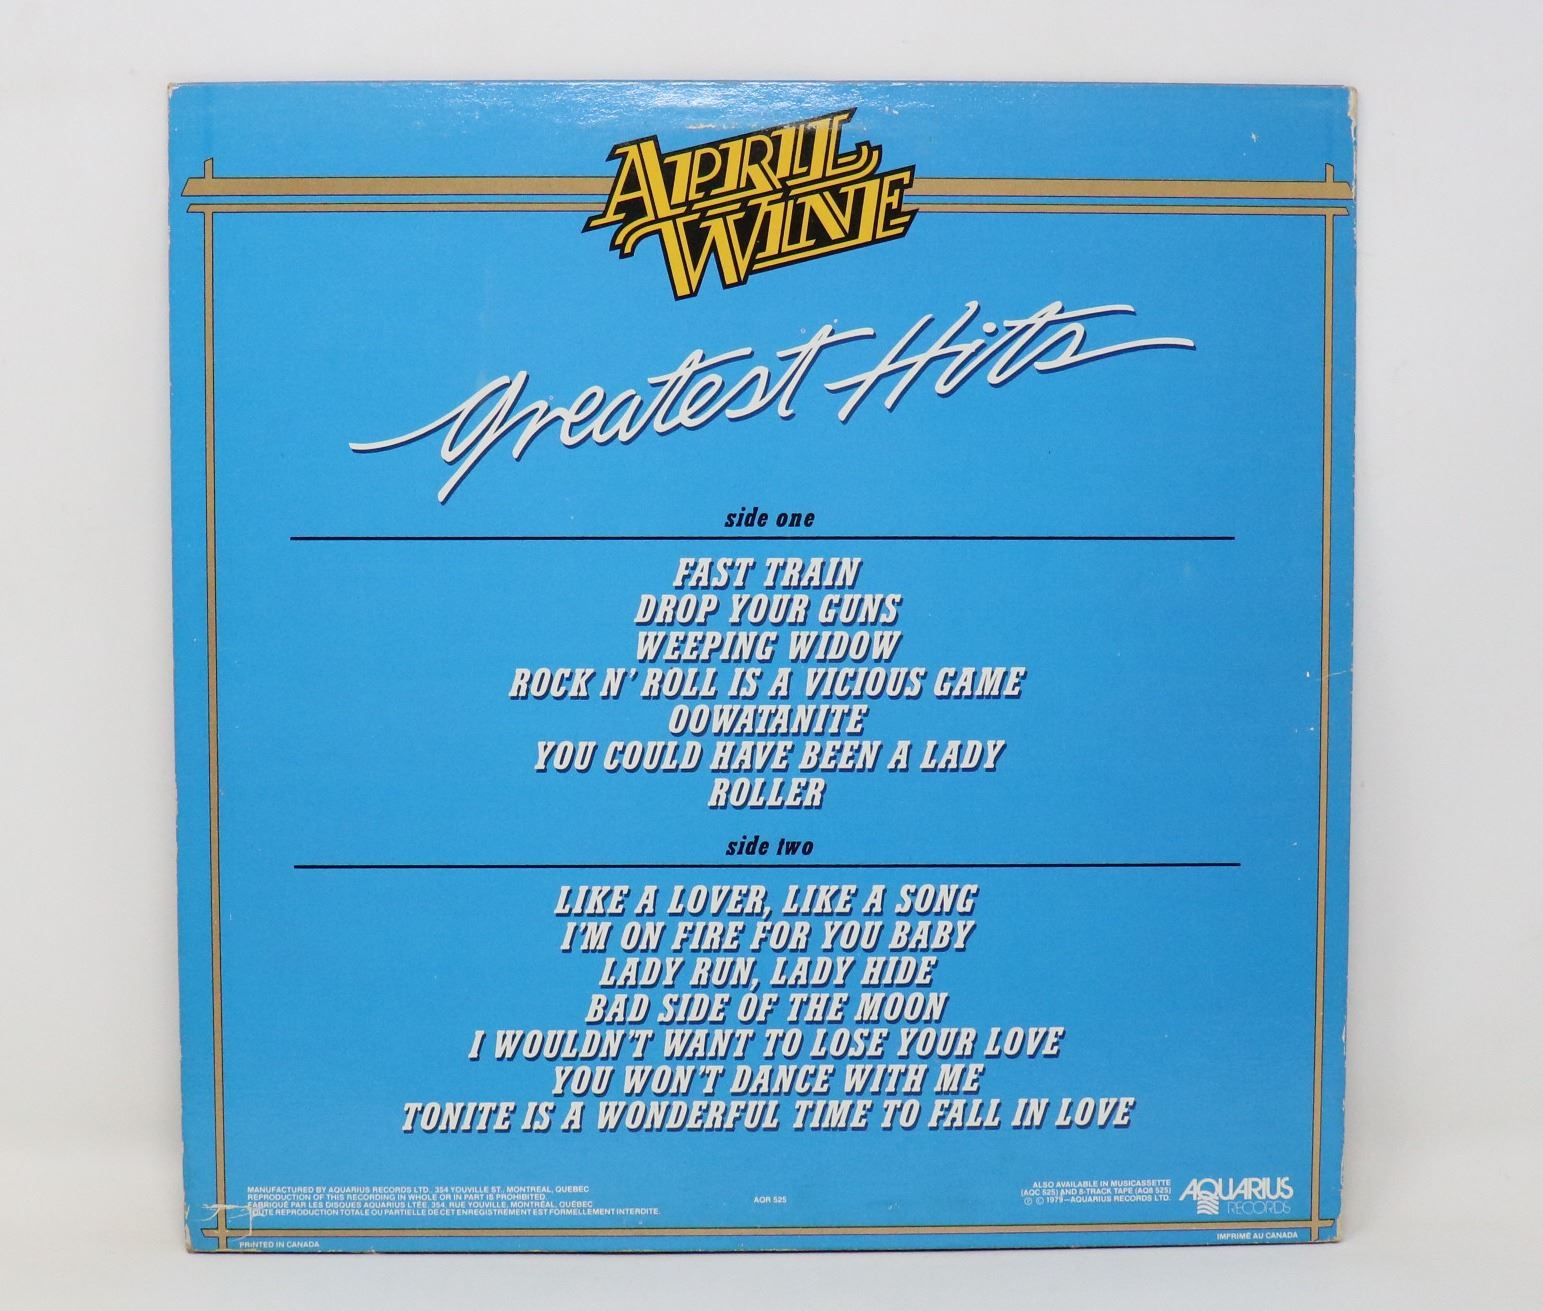 APRIL
WINE
Greatest Hits
side one
FAST TRAIN
DROP YOUR GUNS
WEEPING WIDOW
ROCK N' ROLL IS A VICIOUS GAME
OOWATANITE
YOU COULD HAVE BEEN A LADY
ROLLER
side two
LIKE A LOVER, LIKE A SONG
I'M ON FIRE FOR YOU BABY
LADY RUN, LADY HIDE
BAD SIDE OF THE MOON
I WOULDN'T WANT TO LOSE YOUR LOVE
YOU WON'T DANCE WITH ME
TONITE IS A WONDERFUL TIME TO FALL IN LOVE
MANUFACTURED BY AQUARIUS RECORDS LTD., 354 YOUVILLE ST., MONTREAL, QUEBEC
REPRODUCTION OF THIS RECORDING IN WHOLE OR IN PART IS PROHIBITED
FABRIQUÉ PAR LES DISQUES AQUARIUS LTÉE, 354, RUE YOUVILLE, MONTREAL, QUÉBEC
TOUTE REPRODUCTION TOTALE OU PARTIELLE DE CET ENREGISTREMENT EST FORMELLEMENT INTERDITE.
AQR 525
ALSO AVAILABLE IN MUSICASSETTE
(AQC 525) AND 8-TRACK TAPE (AQ8 525)
℗ © 1979—AQUARIUS RECORDS LTD.
AQUARIUS
RECORDS
PRINTED IN CANADA
IMPRIMÉ AU CANADA